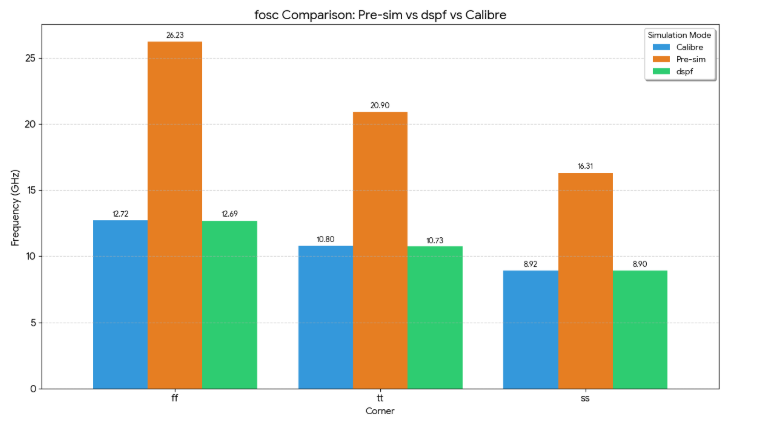 fosc Comparison: Pre-sim vs dspf vs Calibre
Simulation Mode
Calibre
Pre-sim
dspf
Frequency (GHz)
25
20
15
10
5
0
12.72
26.23
12.69
10.80
20.90
10.73
8.92
16.31
8.90
ff
tt
ss
Corner